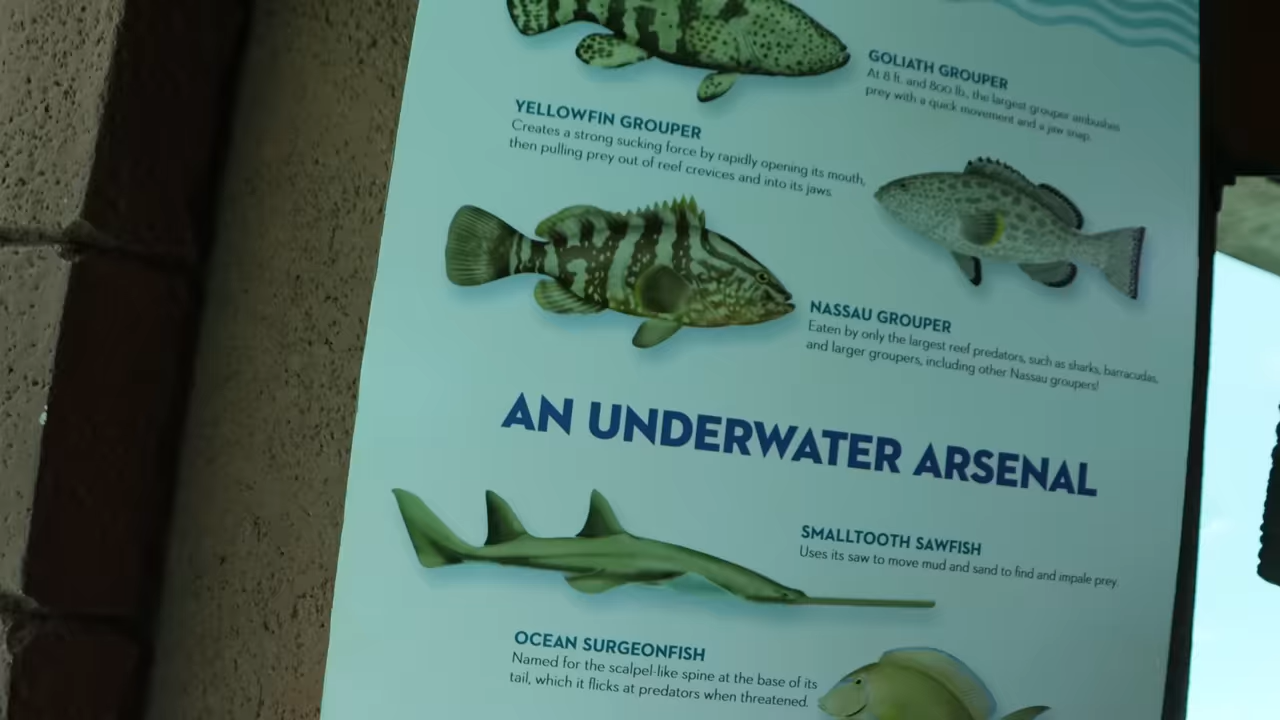 GOLIATH GROUPER
At 8 ft. and 800 lb., the largest grouper ambushes
prey with a quick movement and a jaw snap.
YELLOWFIN GROUPER
Creates a strong sucking force by rapidly opening its mouth,
then pulling prey out of reef crevices and into its jaws.
NASSAU GROUPER
Eaten by only the largest reef predators, such as sharks, barracudas,
and larger groupers, including other Nassau groupers!
AN UNDERWATER ARSENAL
SMALLTOOTH SAWFISH
Uses its saw to move mud and sand to find and impale prey.
OCEAN SURGEONFISH
Named for the scalpel-like spine at the base of its
tail, which it flicks at predators when threatened.